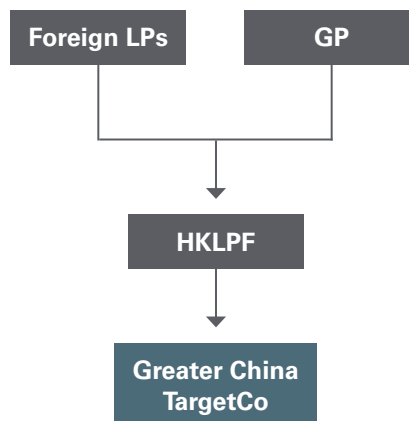 Foreign LPs
GP
HKLPF
Greater China
TargetCo